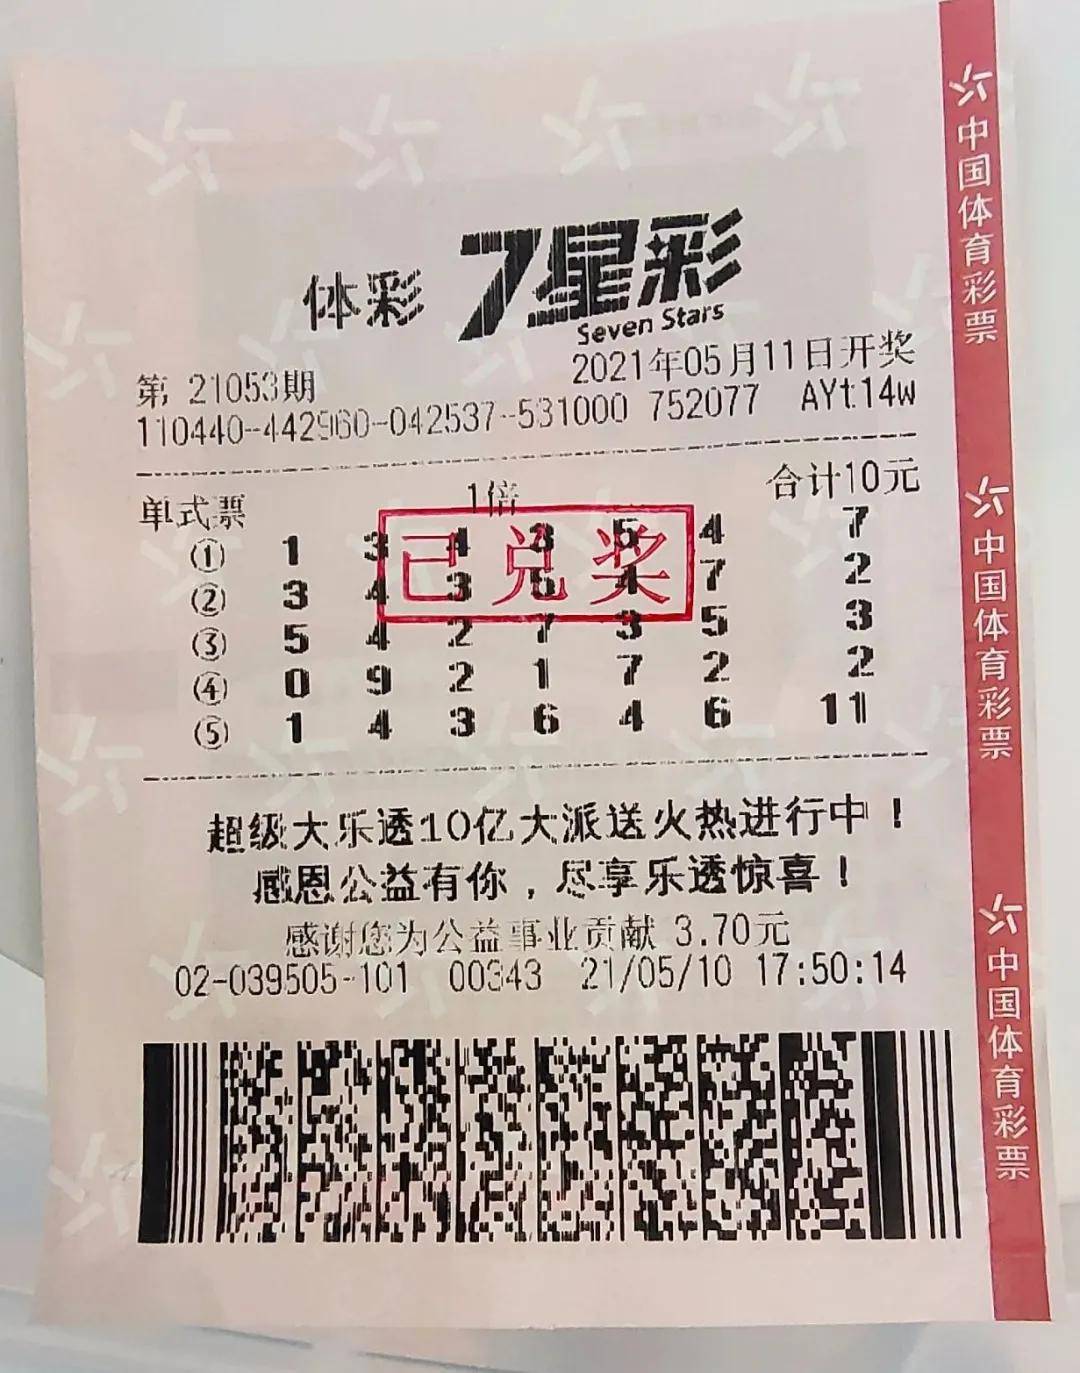 体彩 7星彩
Seven Stars
第 21053期 2021年05月11日开奖
110440-442960-042537-531000 752077 AYt14w
单式票 1倍 合计10元
① 1 3 4 3 5 4 7
② 3 4 3 6 4 7 2
③ 5 4 2 7 3 5 3
④ 0 9 2 1 7 2 2
⑤ 1 4 3 6 4 6 11
已兑奖
超级大乐透10亿大派送火热进行中！
感恩公益有你，尽享乐透惊喜！
感谢您为公益事业贡献 3.70元
02-039505-101 00343 21/05/10 17:50:14
中国体育彩票
中国体育彩票
中国体育彩票